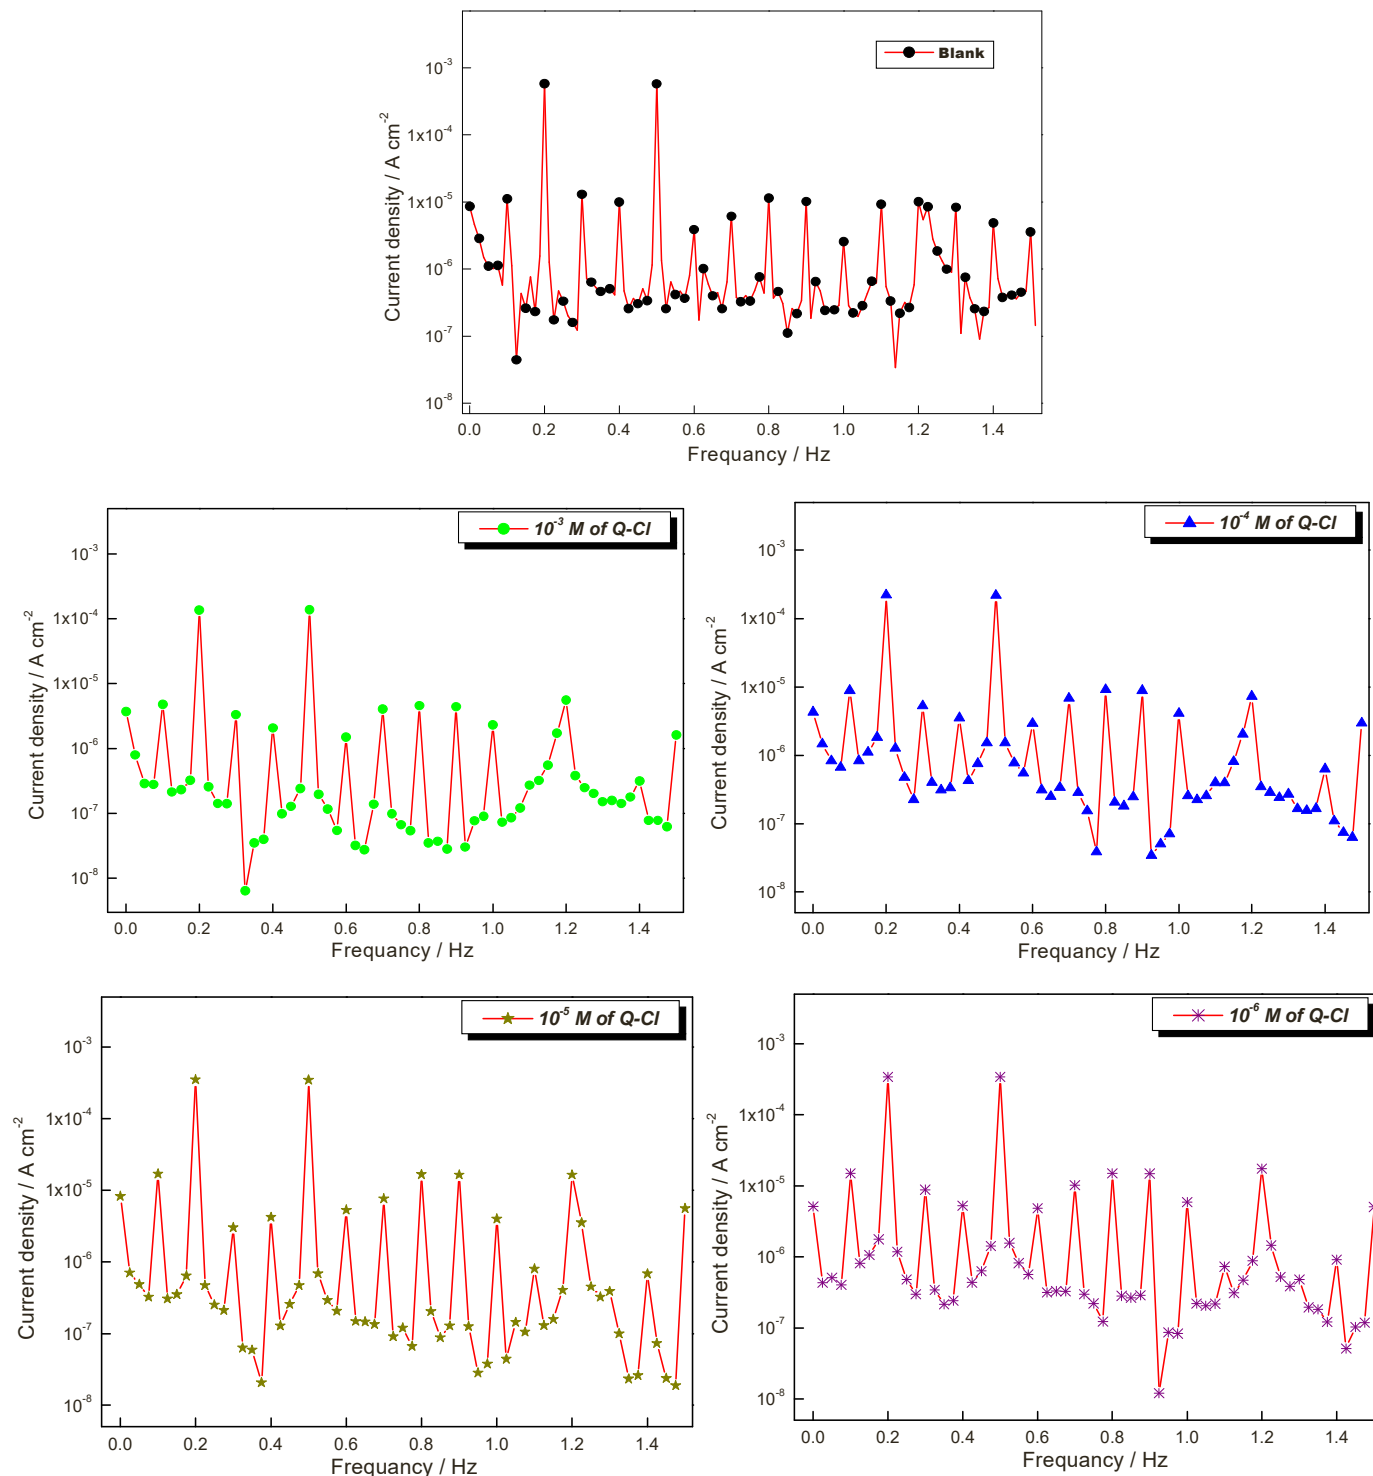 Blank
10⁻³
1x10⁻⁴
1x10⁻⁵
10⁻⁶
10⁻⁷
10⁻⁸
Current density / A cm⁻²
0.0 0.2 0.4 0.6 0.8 1.0 1.2 1.4
Frequancy / Hz
10⁻³ M of Q-Cl
10⁻³
1x10⁻⁴
1x10⁻⁵
10⁻⁶
10⁻⁷
10⁻⁸
Current density / A cm⁻²
0.0 0.2 0.4 0.6 0.8 1.0 1.2 1.4
Frequancy / Hz
10⁻⁴ M of Q-Cl
10⁻³
1x10⁻⁴
1x10⁻⁵
10⁻⁶
10⁻⁷
10⁻⁸
Current density / A cm⁻²
0.0 0.2 0.4 0.6 0.8 1.0 1.2 1.4
Frequancy / Hz
10⁻⁵ M of Q-Cl
10⁻³
1x10⁻⁴
1x10⁻⁵
10⁻⁶
10⁻⁷
10⁻⁸
Current density / A cm⁻²
0.0 0.2 0.4 0.6 0.8 1.0 1.2 1.4
Frequancy / Hz
10⁻⁶ M of Q-Cl
10⁻³
1x10⁻⁴
1x10⁻⁵
10⁻⁶
10⁻⁷
10⁻⁸
Current density / A cm⁻²
0.0 0.2 0.4 0.6 0.8 1.0 1.2 1.4
Frequancy / Hz